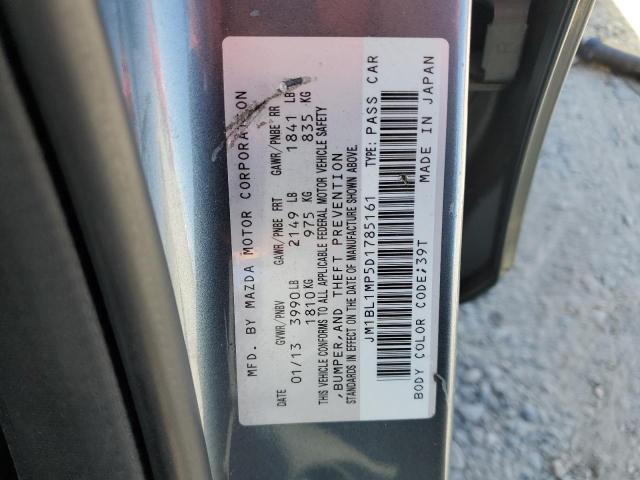 MFD. BY MAZDA MOTOR CORPORATION
DATE GVWR/PNBV GAWR/PNBE FRT GAWR/PNBE RR
01/13 3990 LB 2149 LB 1841 LB
1810 KG 975 KG 835 KG
THIS VEHICLE CONFORMS TO ALL APPLICABLE FEDERAL MOTOR VEHICLE SAFETY
,BUMPER, AND THEFT PREVENTION
STANDARDS IN EFFECT ON THE DATE OF MANUFACTURE SHOWN ABOVE.
JM1BL1MP5D1785161 TYPE: PASS CAR
BODY COLOR CODE;39T MADE IN JAPAN